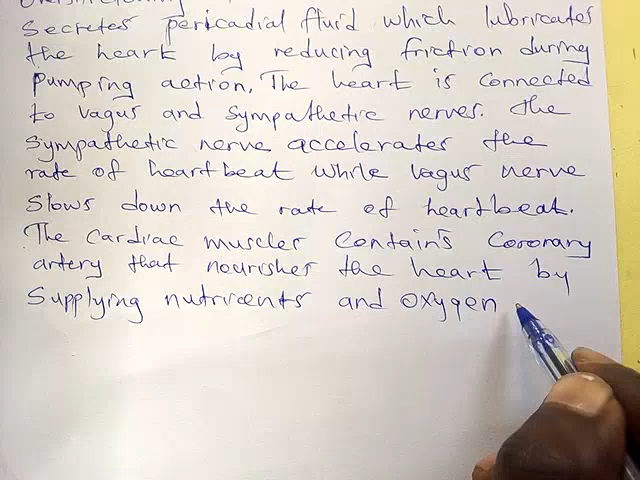 Secretes pericadial fluid which lubricates
the heart by reducing friction during
pumping action. The heart is connected
to vagus and sympathetic nerves. The
sympathetic nerve accelerates the
rate of heartbeat while vagus nerve
slows down the rate of heartbeat.
The cardiac muscles contains coronary
artery that nourishes the heart by
supplying nutricents and oxygen